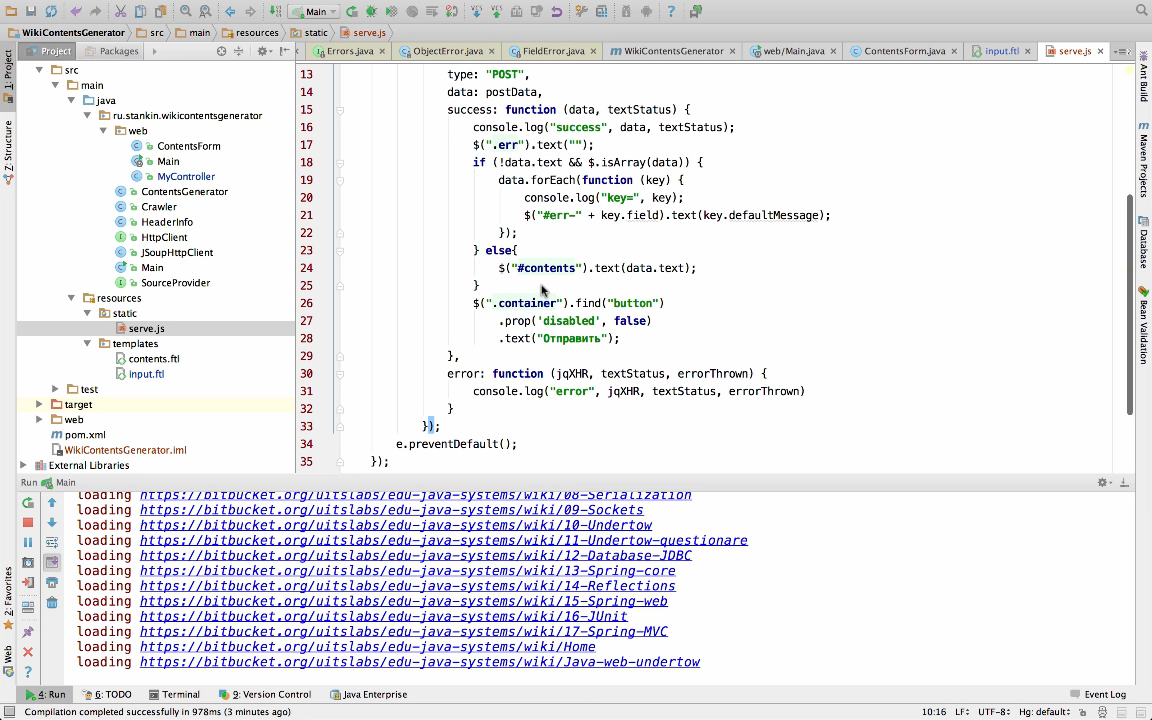 Main
WikiContentsGenerator src main resources static serve.js
1: Project
Project Packages
Errors.java ObjectError.java FieldError.java WikiContentsGenerator web/Main.java ContentsForm.java input.ftl serve.js
src
main
java
ru.stankin.wikicontentsgenerator
web
ContentsForm
Main
MyController
ContentsGenerator
Crawler
HeaderInfo
HttpClient
JSoupHttpClient
Main
SourceProvider
resources
static
serve.js
templates
contents.ftl
input.ftl
test
target
web
pom.xml
WikiContentsGenerator.iml
External Libraries
13 type: "POST",
14 data: postData,
15 success: function (data, textStatus) {
16 console.log("success", data, textStatus);
17 $(".err").text("");
18 if (!data.text && $.isArray(data)) {
19 data.forEach(function (key) {
20 console.log("key=", key);
21 $("#err-" + key.field).text(key.defaultMessage);
22 });
23 } else{
24 $("#contents").text(data.text);
25 }
26 $(".container").find("button")
27 .prop('disabled', false)
28 .text("Отправить");
29 },
30 error: function (jqXHR, textStatus, errorThrown) {
31 console.log("error", jqXHR, textStatus, errorThrown)
32 }
33 });
34 e.preventDefault();
35 });
Z: Structure
2: Favorites
Web
Ant Build
Maven Projects
Database
Bean Validation
Run Main
loading https://bitbucket.org/uitslabs/edu-java-systems/wiki/08-Serialization
loading https://bitbucket.org/uitslabs/edu-java-systems/wiki/09-Sockets
loading https://bitbucket.org/uitslabs/edu-java-systems/wiki/10-Undertow
loading https://bitbucket.org/uitslabs/edu-java-systems/wiki/11-Undertow-questionare
loading https://bitbucket.org/uitslabs/edu-java-systems/wiki/12-Database-JDBC
loading https://bitbucket.org/uitslabs/edu-java-systems/wiki/13-Spring-core
loading https://bitbucket.org/uitslabs/edu-java-systems/wiki/14-Reflections
loading https://bitbucket.org/uitslabs/edu-java-systems/wiki/15-Spring-web
loading https://bitbucket.org/uitslabs/edu-java-systems/wiki/16-JUnit
loading https://bitbucket.org/uitslabs/edu-java-systems/wiki/17-Spring-MVC
loading https://bitbucket.org/uitslabs/edu-java-systems/wiki/Home
loading https://bitbucket.org/uitslabs/edu-java-systems/wiki/Java-web-undertow
4: Run 6: TODO Terminal 9: Version Control Java Enterprise Event Log
Compilation completed successfully in 978ms (3 minutes ago) 10:16 LF UTF-8 Hg: default